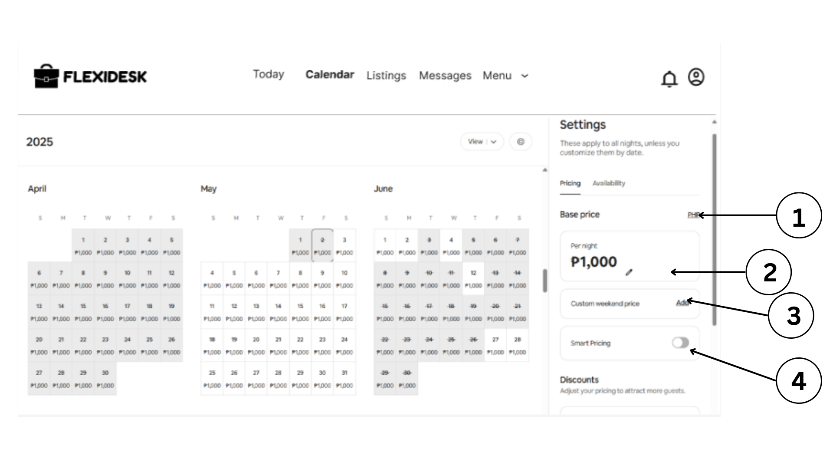 FLEXIDESK
Today Calendar Listings Messages Menu
2025
View
April
S M T W T F S
1 2 3 4 5
₱1,000 ₱1,000 ₱1,000 ₱1,000 ₱1,000
6 7 8 9 10 11 12
₱1,000 ₱1,000 ₱1,000 ₱1,000 ₱1,000 ₱1,000 ₱1,000
13 14 15 16 17 18 19
₱1,000 ₱1,000 ₱1,000 ₱1,000 ₱1,000 ₱1,000 ₱1,000
20 21 22 23 24 25 26
₱1,000 ₱1,000 ₱1,000 ₱1,000 ₱1,000 ₱1,000 ₱1,000
27 28 29 30
₱1,000 ₱1,000 ₱1,000 ₱1,000
May
S M T W T F S
1 2 3
₱1,000 ₱1,000 ₱1,000
4 5 6 7 8 9 10
₱1,000 ₱1,000 ₱1,000 ₱1,000 ₱1,000 ₱1,000 ₱1,000
11 12 13 14 15 16 17
₱1,000 ₱1,000 ₱1,000 ₱1,000 ₱1,000 ₱1,000 ₱1,000
18 19 20 21 22 23 24
₱1,000 ₱1,000 ₱1,000 ₱1,000 ₱1,000 ₱1,000 ₱1,000
25 26 27 28 29 30 31
₱1,000 ₱1,000 ₱1,000 ₱1,000 ₱1,000 ₱1,000 ₱1,000
June
S M T W T F S
1 2 3 4 5 6 7
₱1,000 ₱1,000 ₱1,000 ₱1,000 ₱1,000 ₱1,000 ₱1,000
8 9 10 11 12 13 14
₱1,000 ₱1,000 ₱1,000 ₱1,000 ₱1,000 ₱1,000 ₱1,000
15 16 17 18 19 20 21
₱1,000 ₱1,000 ₱1,000 ₱1,000 ₱1,000 ₱1,000 ₱1,000
22 23 24 25 26 27 28
₱1,000 ₱1,000 ₱1,000 ₱1,000 ₱1,000 ₱1,000 ₱1,000
29 30
₱1,000 ₱1,000
Settings
These apply to all nights, unless you
customize them by date.
Pricing Availability
Base price PHP
Per night
₱1,000
Custom weekend price Add
Smart Pricing
Discounts
Adjust your pricing to attract more guests.
1
2
3
4